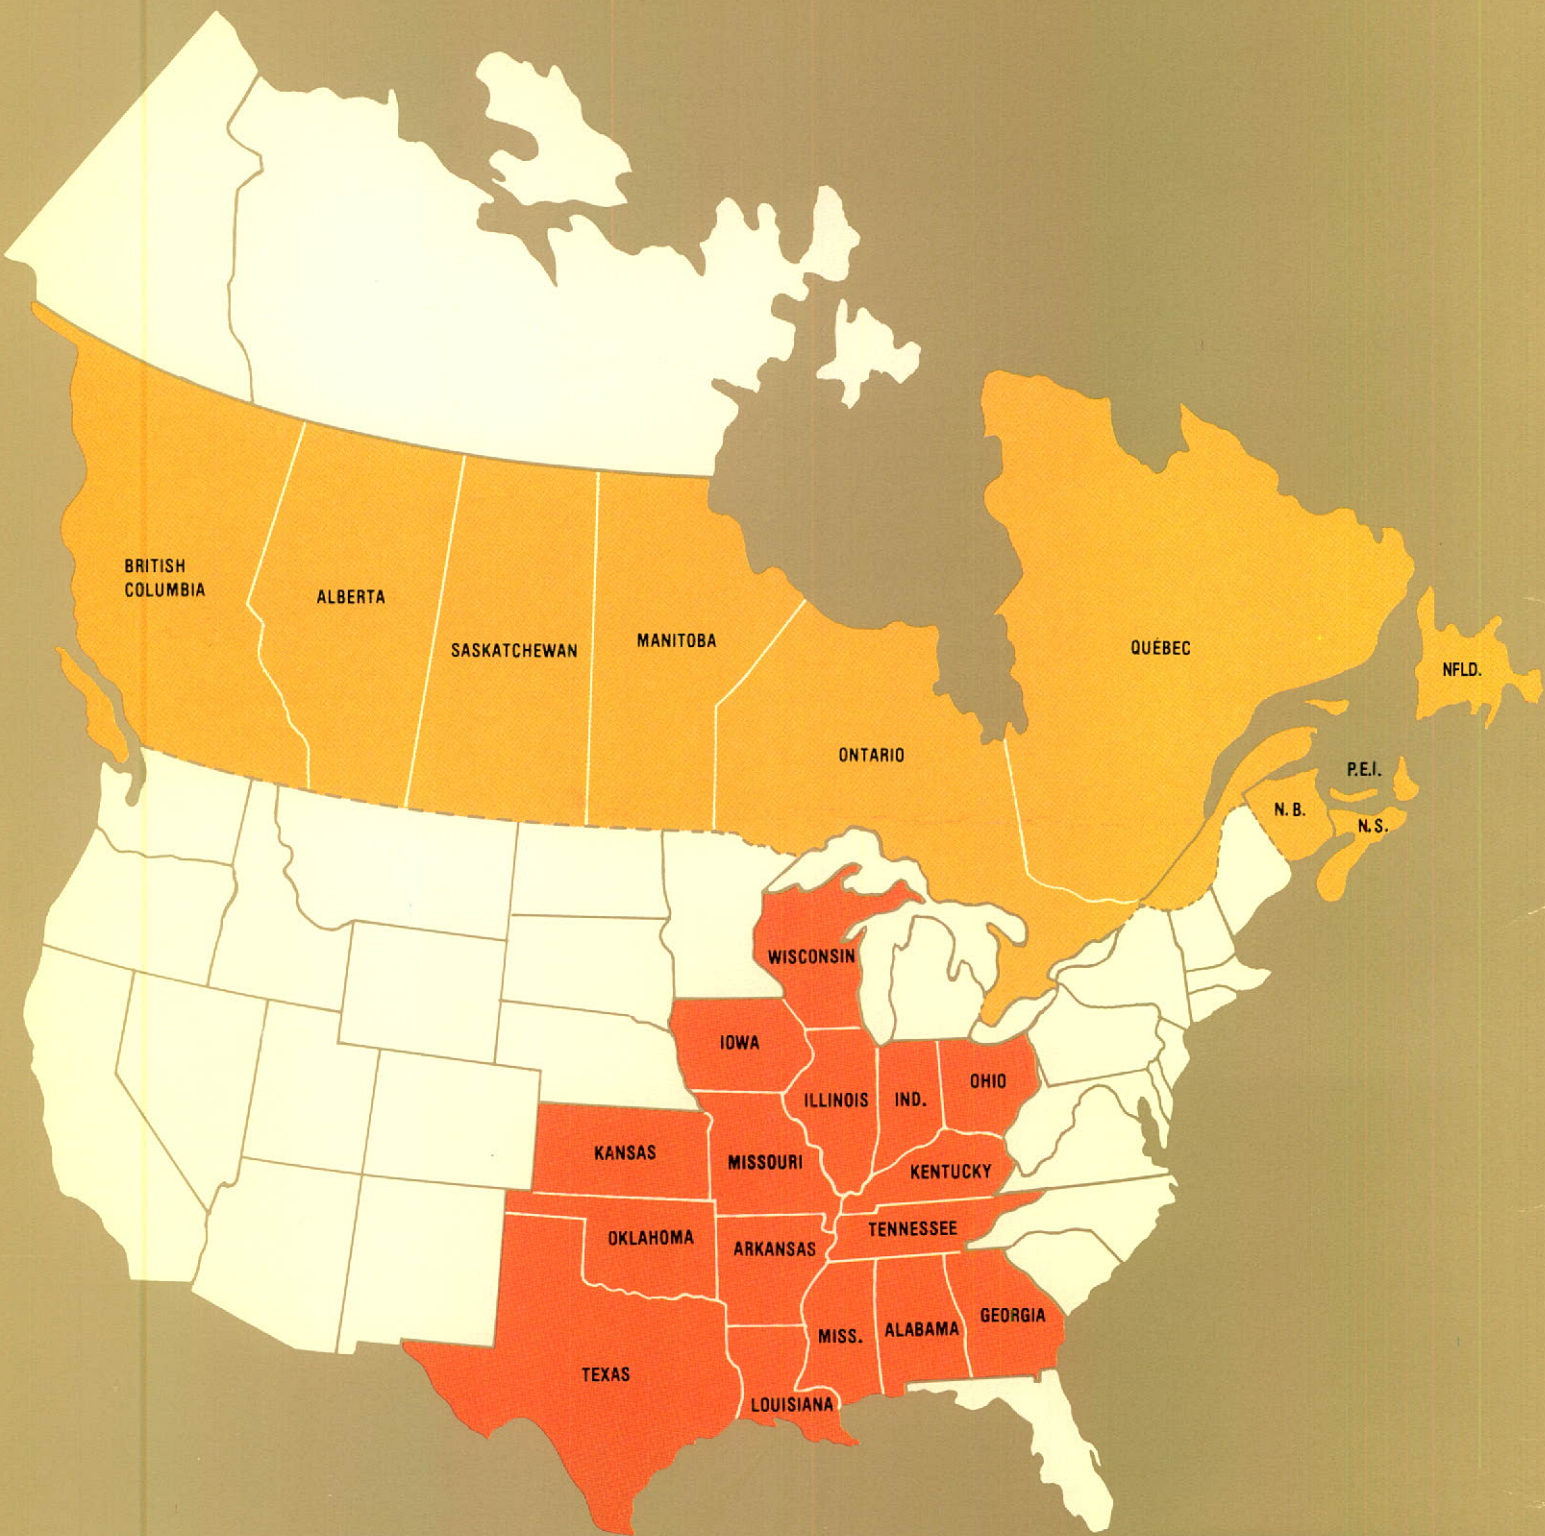 BRITISH
COLUMBIA
ALBERTA
SASKATCHEWAN
MANITOBA
ONTARIO
QUÉBEC
NFLD.
P.E.I.
N.B.
N.S.
WISCONSIN
IOWA
ILLINOIS
IND.
OHIO
KANSAS
MISSOURI
KENTUCKY
OKLAHOMA
ARKANSAS
TENNESSEE
TEXAS
LOUISIANA
MISS.
ALABAMA
GEORGIA